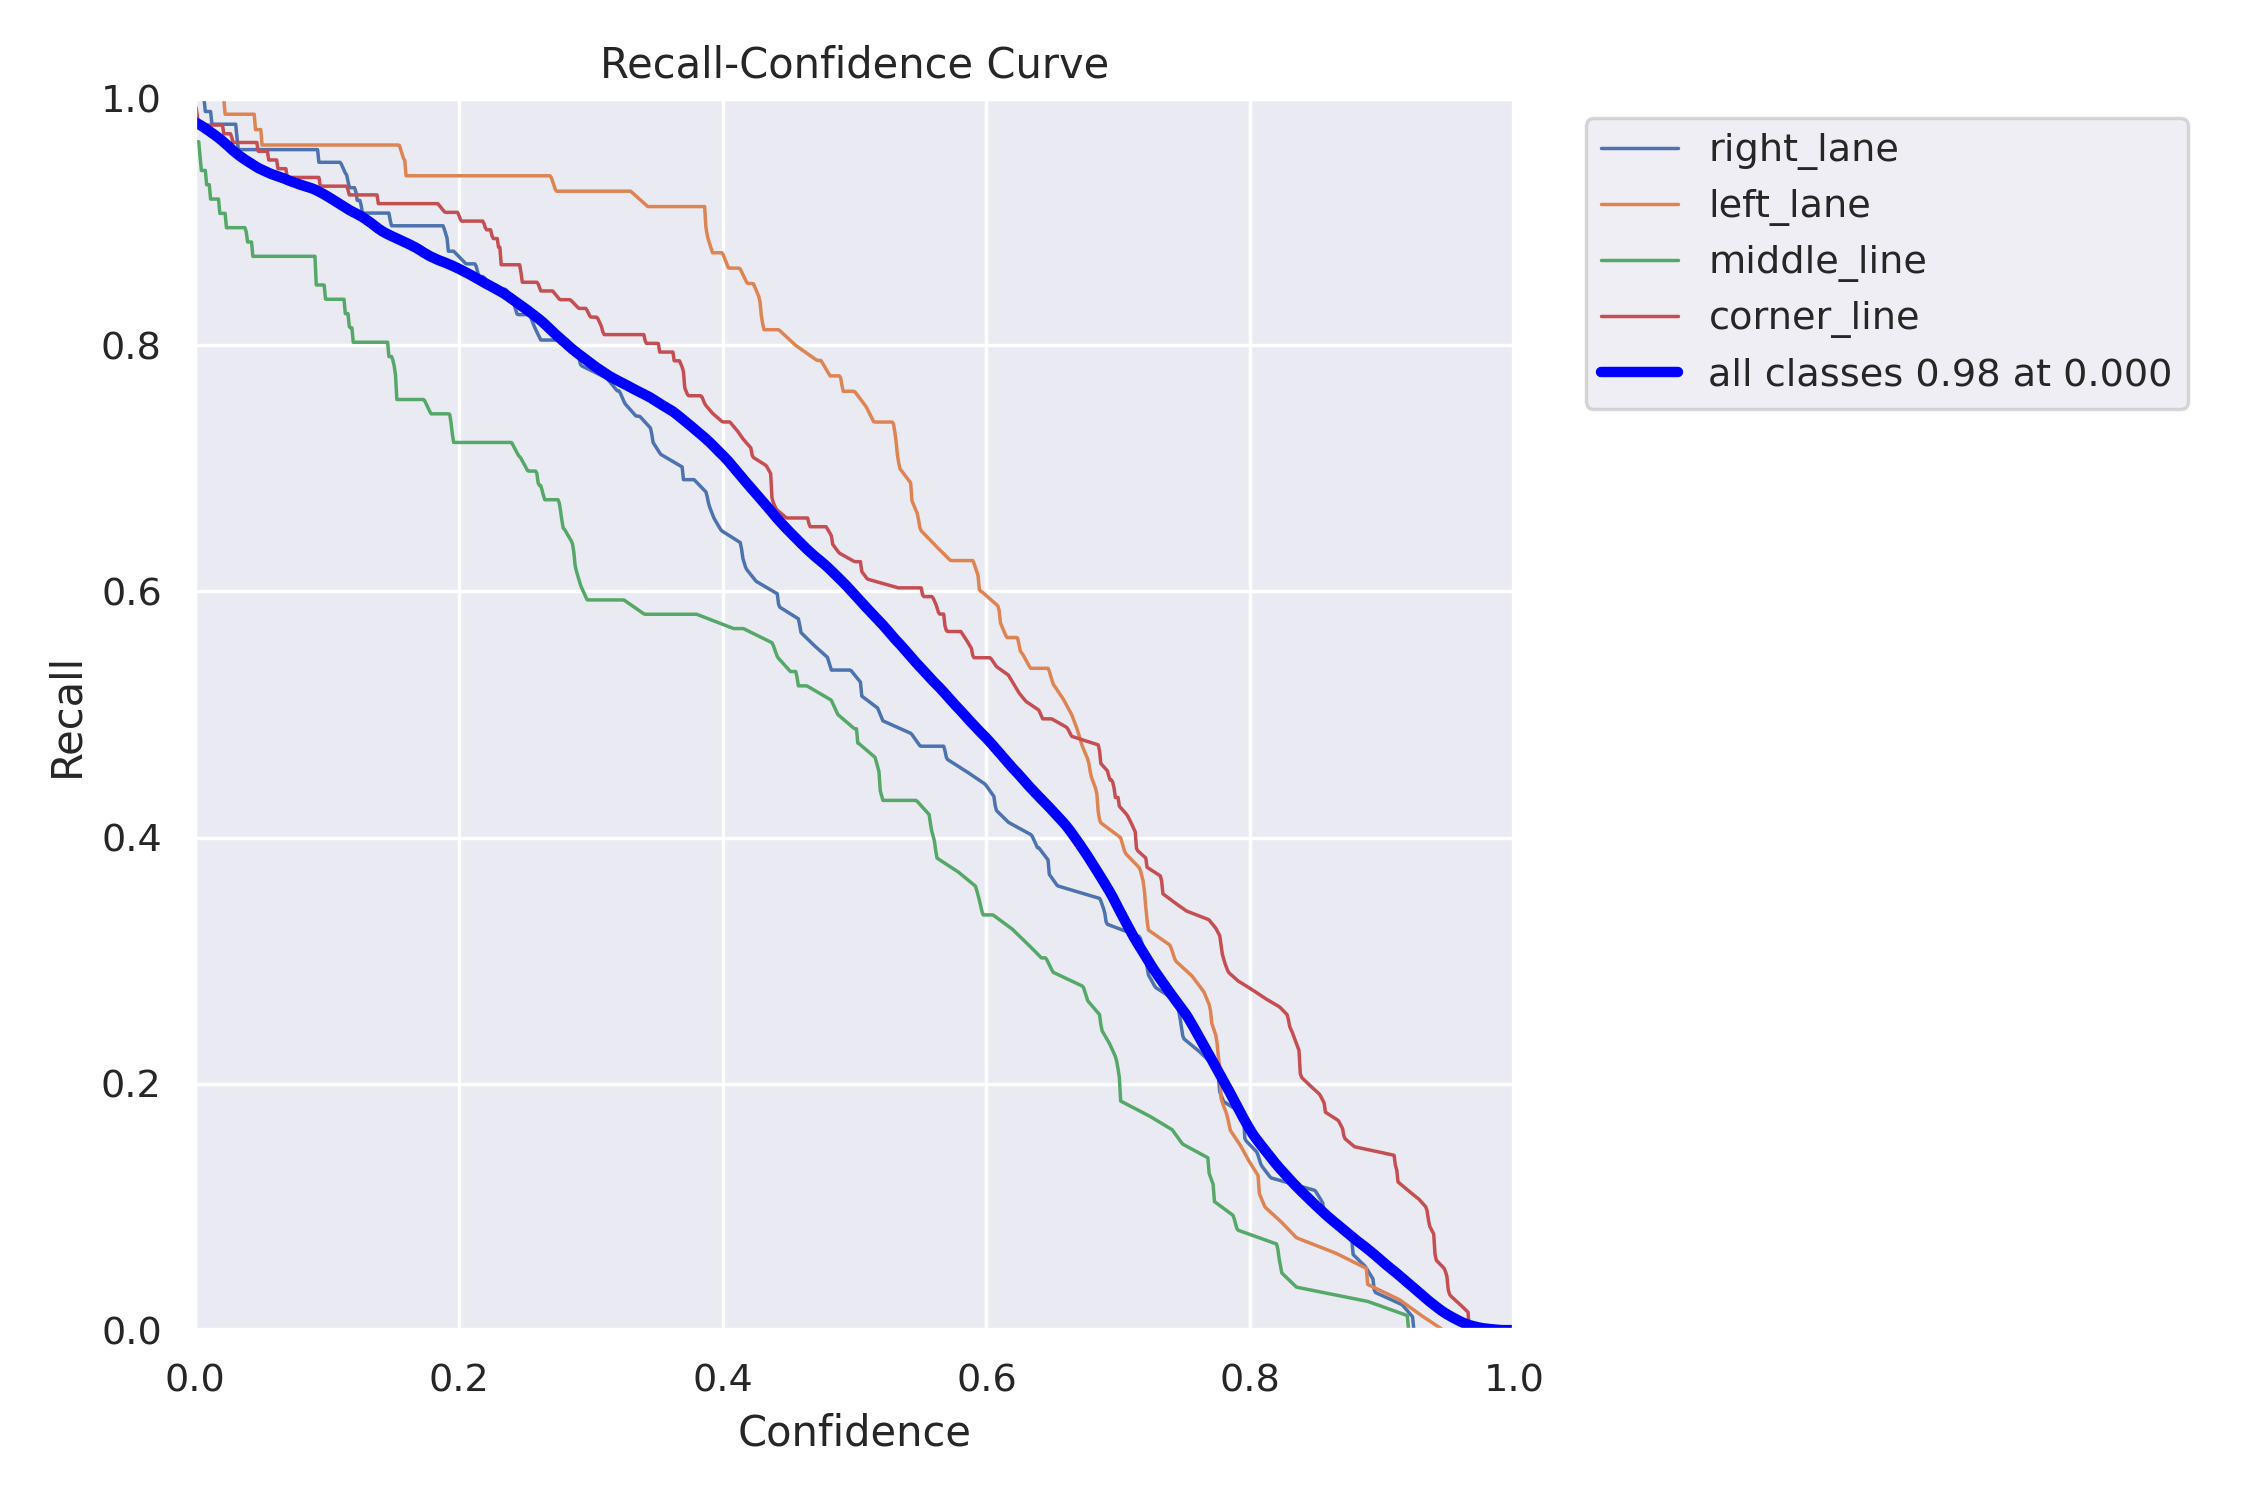 Recall-Confidence Curve
1.0
0.8
0.6
0.4
0.2
0.0
Recall
0.0 0.2 0.4 0.6 0.8 1.0
Confidence
right_lane
left_lane
middle_line
corner_line
all classes 0.98 at 0.000